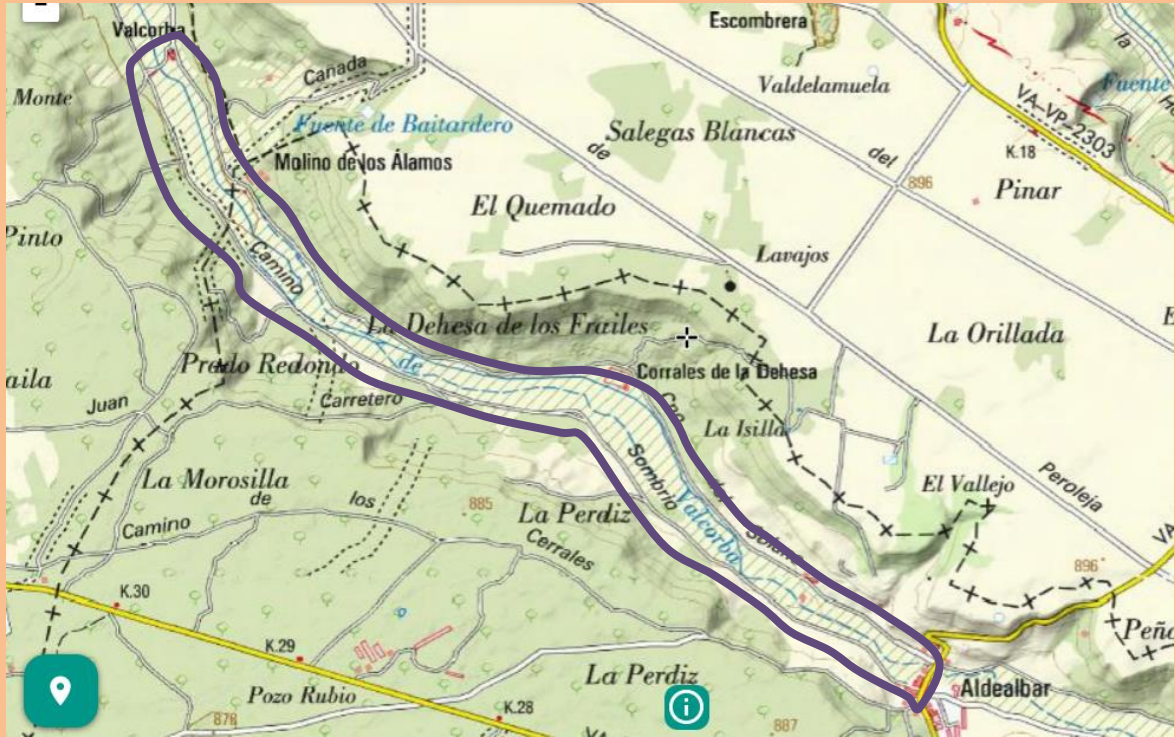 Valcorba
Escombrera
Cañada
Valdelamuela
Monte
Fuente
Fuente de Baitardero
Salegas Blancas
VA-VP-2303
de
Molino de los Álamos
del
K.18
896
Pinar
El Quemado
Pinto
Camino
Lavajos
La Dehesa de los Frailes
La Orillada
Prado Redondo
de
Corrales de la Dehesa
aila
Juan
Carretero
Cno
La Isilla
Sombrío
La Morosilla
de
los
885
Peroleja
El Vallejo
La Perdiz
Valcorba
Camino
Cerrales
896
K.30
K.29
La Perdiz
Aldealbar
Pozo Rubio
878
K.28
887